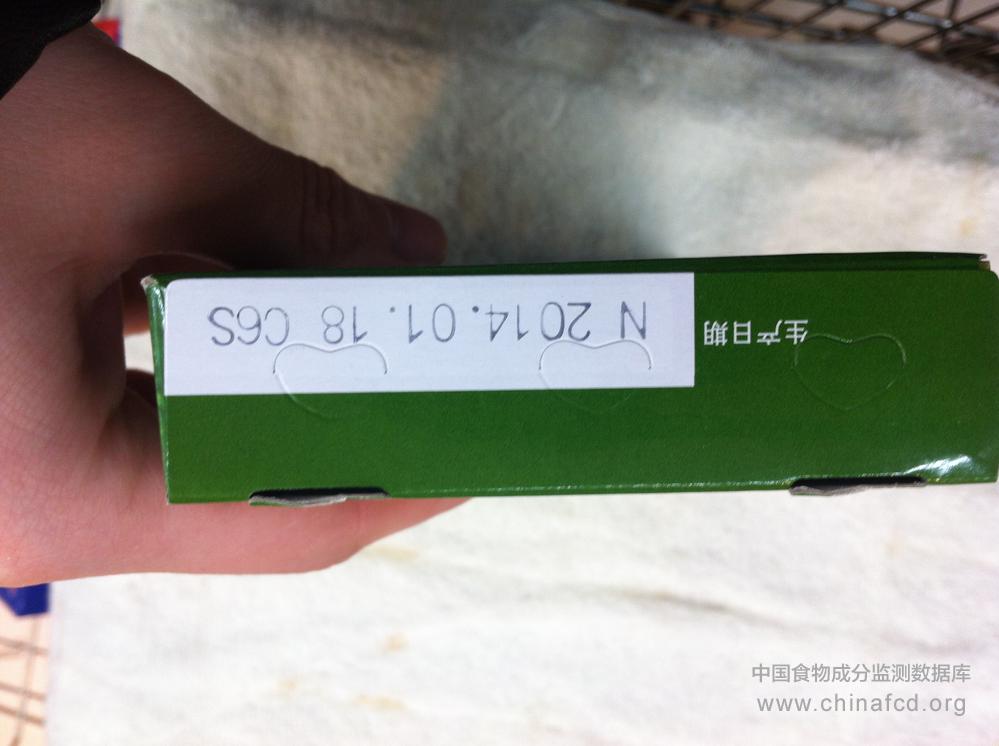 生产日期 N 2014.01.18 C6S
中国食物成分监测数据库
www.chinafcd.org